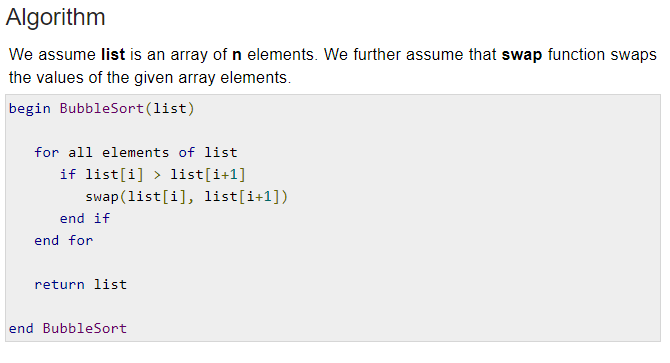 Algorithm
We assume list is an array of n elements. We further assume that swap function swaps
the values of the given array elements.
begin BubbleSort(list)
for all elements of list
if list[i] > list[i+1]
swap(list[i], list[i+1])
end if
end for
return list
end BubbleSort